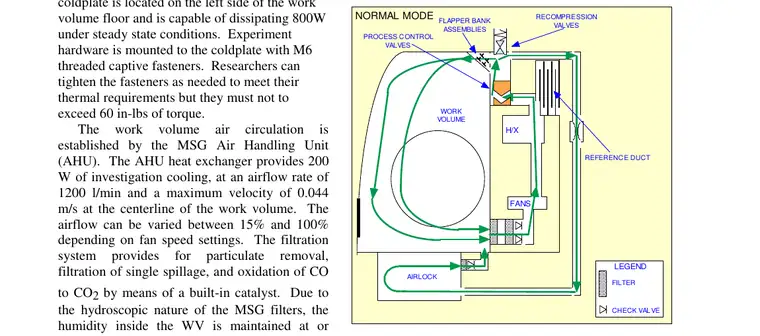 coldplate is located on the left side of the work
volume floor and is capable of dissipating 800W
under steady state conditions. Experiment
hardware is mounted to the coldplate with M6
threaded captive fasteners. Researchers can
tighten the fasteners as needed to meet their
thermal requirements but they must not to
exceed 60 in-lbs of torque.
The work volume air circulation is
established by the MSG Air Handling Unit
(AHU). The AHU heat exchanger provides 200
W of investigation cooling, at an airflow rate of
1200 l/min and a maximum velocity of 0.044
m/s at the centerline of the work volume. The
airflow can be varied between 15% and 100%
depending on fan speed settings. The filtration
system provides for particulate removal,
filtration of single spillage, and oxidation of CO
to CO2 by means of a built-in catalyst. Due to
the hydroscopic nature of the MSG filters, the
humidity inside the WV is maintained at or
NORMAL MODE
FLAPPER BANK
ASSEMBLIES
RECOMPRESSION
VALVES
PROCESS CONTROL
VALVES
WORK
VOLUME
H/X
REFERENCE DUCT
FANS
AIRLOCK
LEGEND
FILTER
CHECK VALVE